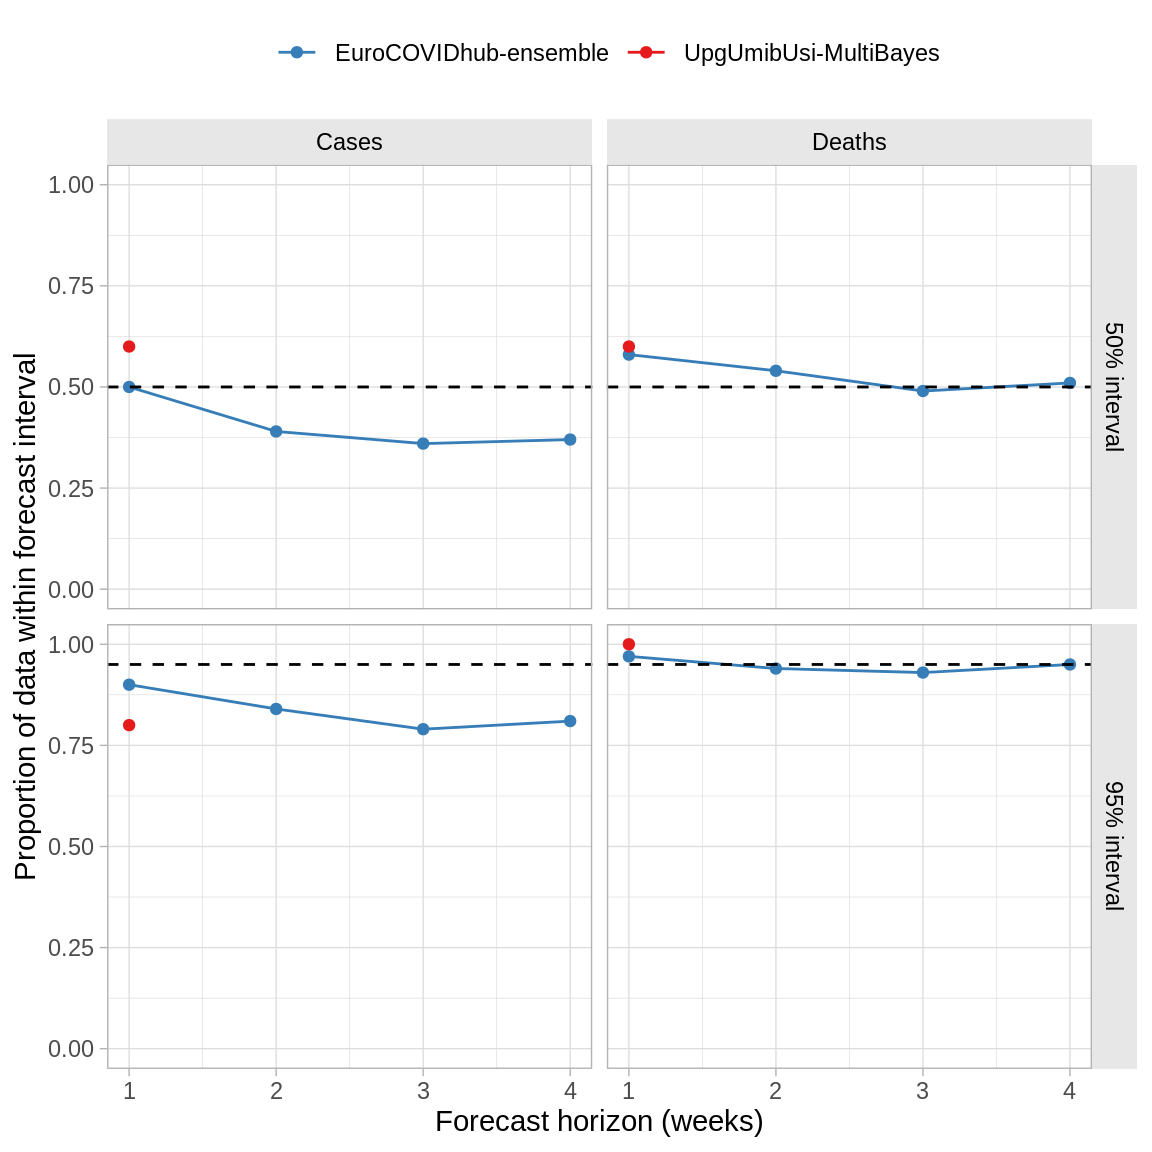 EuroCOVIDhub-ensemble UpgUmibUsi-MultiBayes
Cases Deaths
1.00
0.75
0.50
0.25
0.00
50% interval
1.00
0.75
0.50
0.25
0.00
95% interval
Proportion of data within forecast interval
1 2 3 4 1 2 3 4
Forecast horizon (weeks)